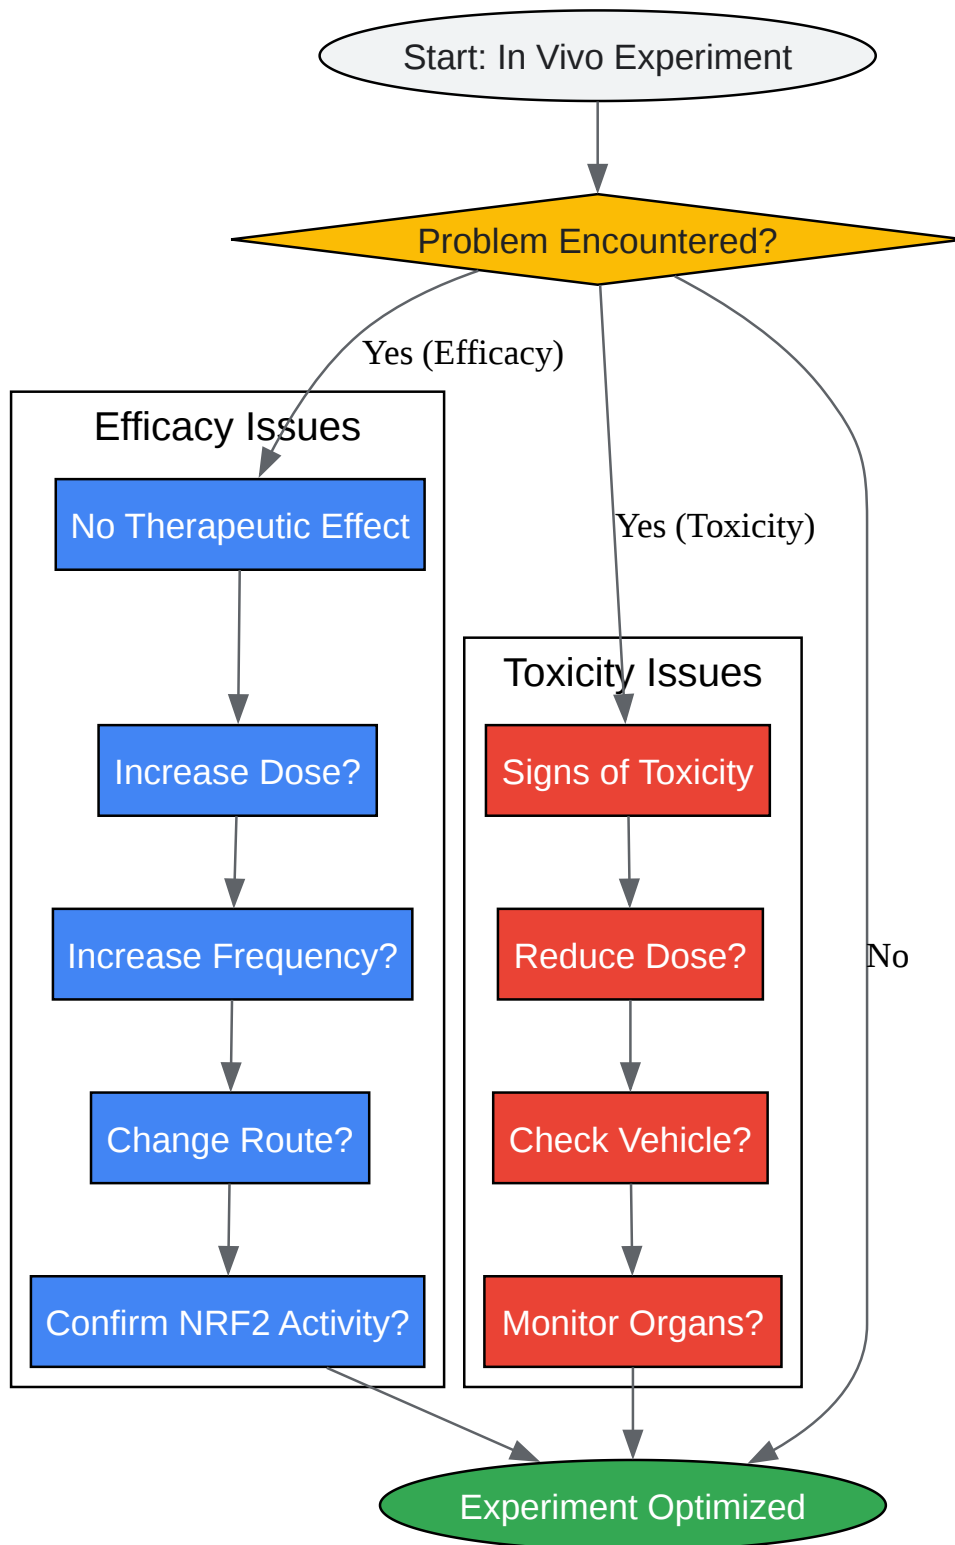 Start: In Vivo Experiment
Problem Encountered?
Yes (Efficacy)
Efficacy Issues
No Therapeutic Effect
Increase Dose?
Increase Frequency?
Change Route?
Confirm NRF2 Activity?
Yes (Toxicity)
Toxicity Issues
Signs of Toxicity
Reduce Dose?
Check Vehicle?
Monitor Organs?
No
Experiment Optimized